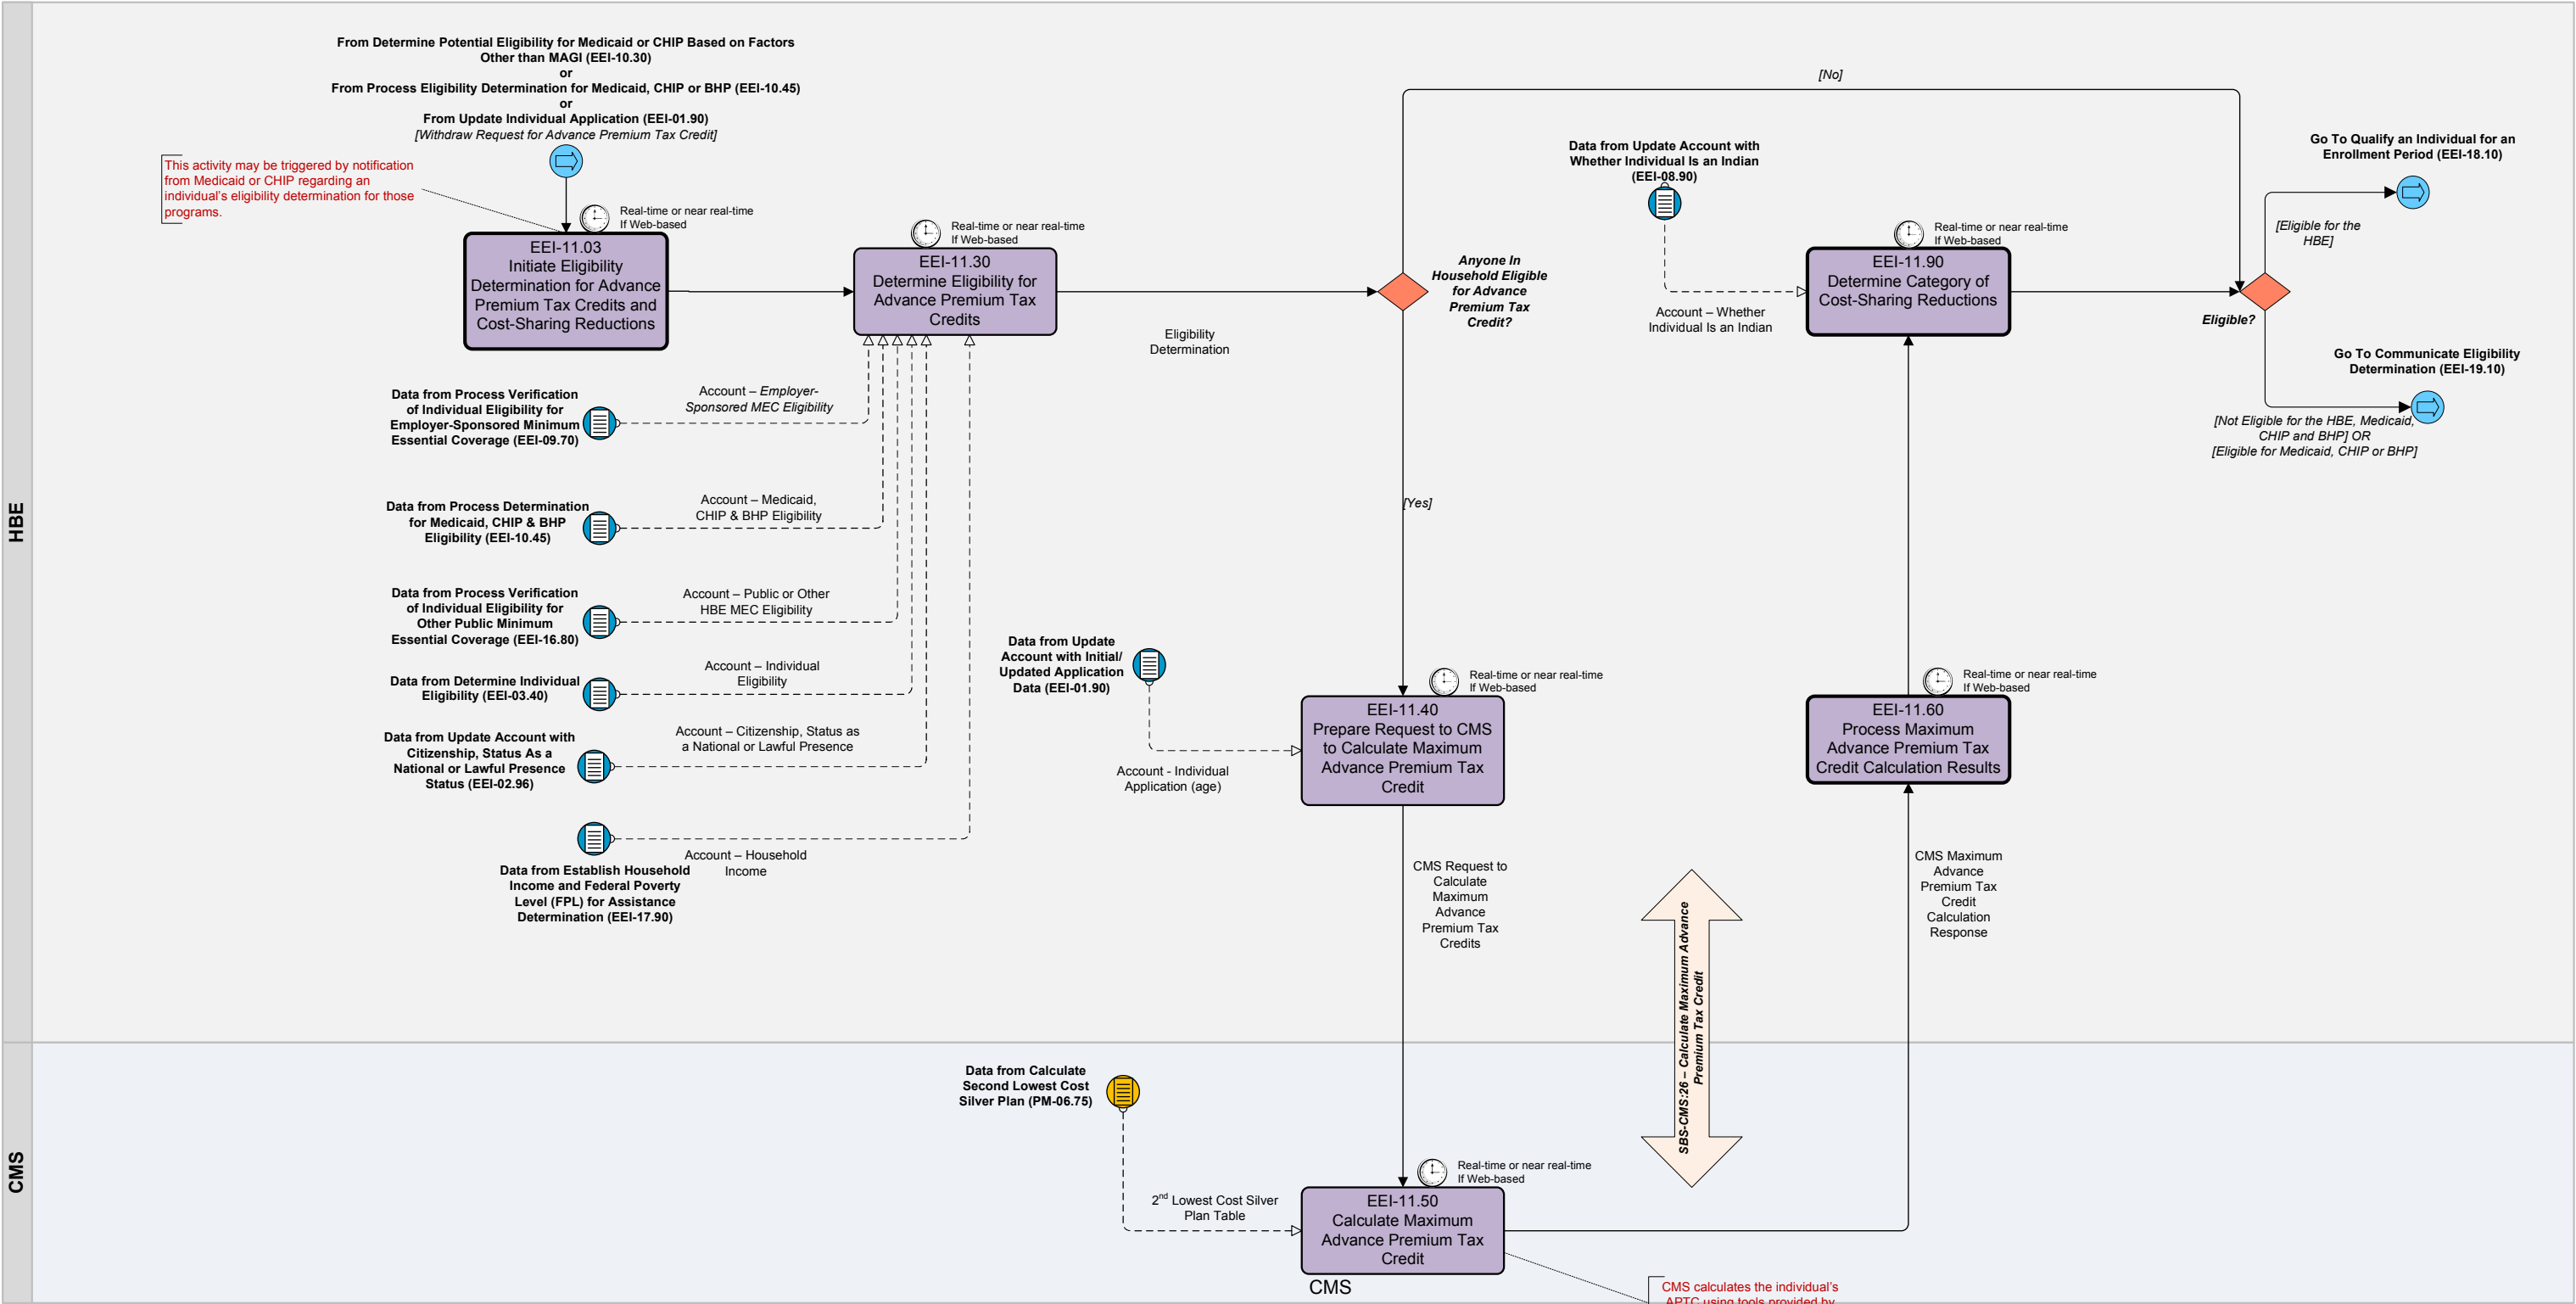 From Determine Potential Eligibility for Medicaid or CHIP Based on Factors
Other than MAGI (EEI-10.30)
or
From Process Eligibility Determination for Medicaid, CHIP or BHP (EEI-10.45)
or
From Update Individual Application (EEI-01.90)
[Withdraw Request for Advance Premium Tax Credit]
This activity may be triggered by notification
from Medicaid or CHIP regarding an
individual's eligibility determination for those
programs.
Real-time or near real-time
If Web-based
EEI-11.03
Initiate Eligibility
Determination for Advance
Premium Tax Credits and
Cost-Sharing Reductions
Real-time or near real-time
If Web-based
EEI-11.30
Determine Eligibility for
Advance Premium Tax
Credits
Eligibility
Determination
Anyone In
Household Eligible
for Advance
Premium Tax
Credit?
[No]
[Yes]
Data from Update Account with
Whether Individual Is an Indian
(EEI-08.90)
Account – Whether
Individual Is an Indian
Real-time or near real-time
If Web-based
EEI-11.90
Determine Category of
Cost-Sharing Reductions
Eligible?
Go To Qualify an Individual for an
Enrollment Period (EEI-18.10)
[Eligible for the
HBE]
Go To Communicate Eligibility
Determination (EEI-19.10)
[Not Eligible for the HBE, Medicaid,
CHIP and BHP] OR
[Eligible for Medicaid, CHIP or BHP]
Data from Process Verification
of Individual Eligibility for
Employer-Sponsored Minimum
Essential Coverage (EEI-09.70)
Account – Employer-
Sponsored MEC Eligibility
Data from Process Determination
for Medicaid, CHIP & BHP
Eligibility (EEI-10.45)
Account – Medicaid,
CHIP & BHP Eligibility
Data from Process Verification
of Individual Eligibility for
Other Public Minimum
Essential Coverage (EEI-16.80)
Account – Public or Other
HBE MEC Eligibility
Data from Determine Individual
Eligibility (EEI-03.40)
Account – Individual
Eligibility
Data from Update Account with
Citizenship, Status As a
National or Lawful Presence
Status (EEI-02.96)
Account – Citizenship, Status as
a National or Lawful Presence
Data from Establish Household
Income and Federal Poverty
Level (FPL) for Assistance
Determination (EEI-17.90)
Account – Household
Income
Data from Update
Account with Initial/
Updated Application
Data (EEI-01.90)
Account - Individual
Application (age)
Real-time or near real-time
If Web-based
EEI-11.40
Prepare Request to CMS
to Calculate Maximum
Advance Premium Tax
Credit
Real-time or near real-time
If Web-based
EEI-11.60
Process Maximum
Advance Premium Tax
Credit Calculation Results
CMS Request to
Calculate
Maximum
Advance
Premium Tax
Credits
SBS-CMS:26 – Calculate Maximum Advance
Premium Tax Credit
CMS Maximum
Advance
Premium Tax
Credit
Calculation
Response
HBE
CMS
Data from Calculate
Second Lowest Cost
Silver Plan (PM-06.75)
2nd Lowest Cost Silver
Plan Table
Real-time or near real-time
If Web-based
EEI-11.50
Calculate Maximum
Advance Premium Tax
Credit
CMS
CMS calculates the individual's
APTC using tools provided by